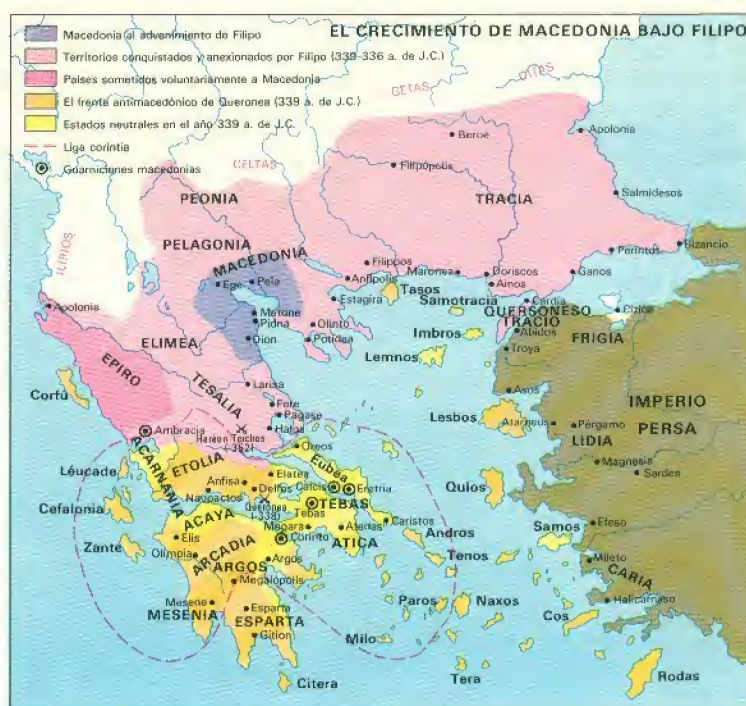 EL CRECIMIENTO DE MACEDONIA BAJO FILIPO
Macedonia al advenimiento de Filipo
Territorios conquistados y anexionados por Filipo (339-336 a. de J.C.)
Países sometidos voluntariamente a Macedonia
El frente antimacedónico de Queronea (339 a. de J.C.)
Estados neutrales en el año 339 a. de J.C.
Liga corintia
Guarniciones macedonias
GETAS
CELTAS
ILIRIOS
PEONIA
PELAGONIA
MACEDONIA
TRACIA
Beroe
Apolonia
Filipópolis
Salmidesos
Bizancio
Perintos
Ganos
Filippos
Anfípolis
Maronea
Doriscos
Ainos
Tasos
Samotracia
Cardia
QUERSONESO
TRACIO
Cízica
Abidos
FRIGIA
Troya
Imbros
Lemnos
Ege
Pela
Metone
Pidna
Dion
Estagira
Olinto
Potidea
Apolonia
ELIMEA
EPIRO
TESALIA
Larisa
Fere
Pagase
Halos
Corfú
Ambracia
Oreos
Asos
IMPERIO
PERSA
Lesbos
Atarneus
Pérgamo
LIDIA
Magnesia
Sardes
ACARNANIA
ETOLIA
Elatea
Eubea
Calcis
Eretria
Léucade
Anfisa
Delfos
Naupactos
Queronea
(-338)
TEBAS
Tebas
Quios
Cefalonia
ACAYA
Megara
Atenas
Caristos
Andros
Samos
Efeso
Zante
Elis
Corinto
ATICA
Olimpia
ARCADIA
Argos
ARGOS
Tenos
Mileto
CARIA
Megalópolis
Mesene
MESENIA
Esparta
ESPARTA
Gition
Paros
Naxos
Halicarnaso
Cos
Milo
Citera
Tera
Rodas